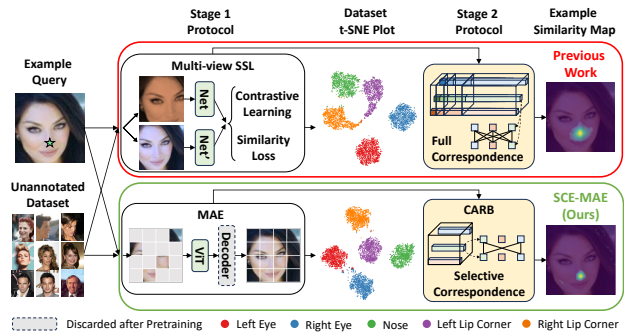 Stage 1
Protocol
Dataset
t-SNE Plot
Stage 2
Protocol
Example
Similarity Map
Example
Query
Multi-view SSL
Net
Net'
Contrastive
Learning
Similarity
Loss
Full
Correspondence
Previous
Work
Unannotated
Dataset
MAE
ViT
Decoder
CARB
Selective
Correspondence
SCE-MAE
(Ours)
Discarded after Pretraining
Left Eye
Right Eye
Nose
Left Lip Corner
Right Lip Corner